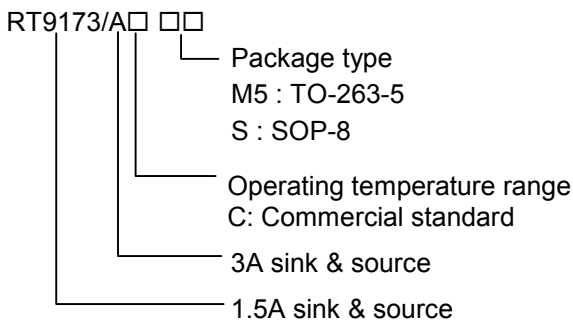 RT9173/A□ □□
Package type
M5 : TO-263-5
S : SOP-8
Operating temperature range
C: Commercial standard
3A sink & source
1.5A sink & source